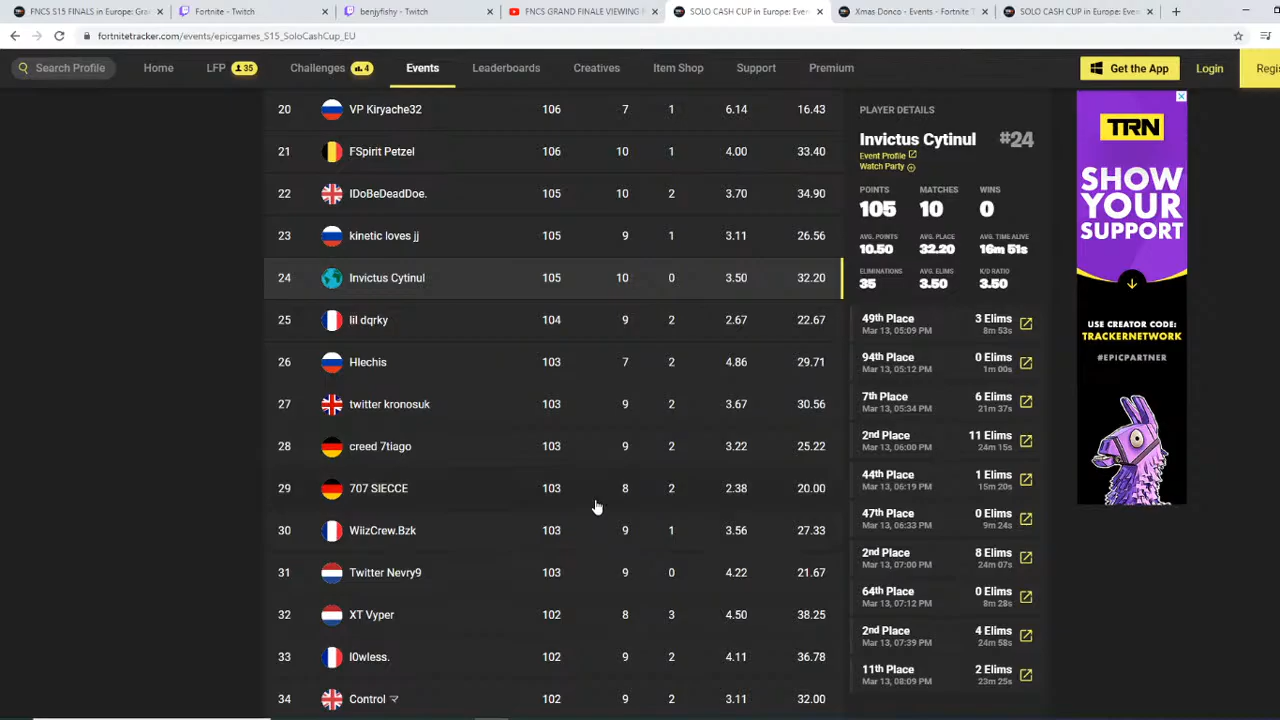 FNCS S15 FINALS in Europe: Gra
Fortnite - Twitch
benjyfishy - Twitch
FNCS GRAND FINALE VIEWING
SOLO CASH CUP in Europe: Eve
Xmas Donco - Events - Fortnite T
SOLO CASH CUP in Europe: Eve
fortnitetracker.com/events/epicgames_S15_SoloCashCup_EU
Search Profile Home LFP 35 Challenges 4 Events Leaderboards Creatives Item Shop Support Premium Get the App Login Regi
20 VP Kiryache32 106 7 1 6.14 16.43
21 FSpirit Petzel 106 10 1 4.00 33.40
22 IDoBeDeadDoe. 105 10 2 3.70 34.90
23 kinetic loves jj 105 9 1 3.11 26.56
24 Invictus Cytinul 105 10 0 3.50 32.20
25 lil dqrky 104 9 2 2.67 22.67
26 Hlechis 103 7 2 4.86 29.71
27 twitter kronosuk 103 9 2 3.67 30.56
28 creed 7tiago 103 9 2 3.22 25.22
29 707 SIECCE 103 8 2 2.38 20.00
30 WiizCrew.Bzk 103 9 1 3.56 27.33
31 Twitter Nevry9 103 9 0 4.22 21.67
32 XT Vyper 102 8 3 4.50 38.25
33 l0wless. 102 9 2 4.11 36.78
34 Control マ 102 9 2 3.11 32.00
PLAYER DETAILS
Invictus Cytinul #24
Event Profile
Watch Party
POINTS MATCHES WINS
105 10 0
AVG. POINTS AVG. PLACE AVG. TIME ALIVE
10.50 32.20 16m 51s
ELIMINATIONS AVG. ELIMS K/D RATIO
35 3.50 3.50
49th Place 3 Elims
Mar 13, 05:09 PM 8m 53s
94th Place 0 Elims
Mar 13, 05:12 PM 1m 00s
7th Place 6 Elims
Mar 13, 05:34 PM 21m 37s
2nd Place 11 Elims
Mar 13, 06:00 PM 24m 15s
44th Place 1 Elims
Mar 13, 06:19 PM 15m 20s
47th Place 0 Elims
Mar 13, 06:33 PM 9m 24s
2nd Place 8 Elims
Mar 13, 07:00 PM 24m 07s
64th Place 0 Elims
Mar 13, 07:12 PM 8m 28s
2nd Place 4 Elims
Mar 13, 07:39 PM 24m 58s
11th Place 2 Elims
Mar 13, 08:09 PM 23m 25s
TRN
SHOW
YOUR
SUPPORT
USE CREATOR CODE:
TRACKERNETWORK
#EPICPARTNER